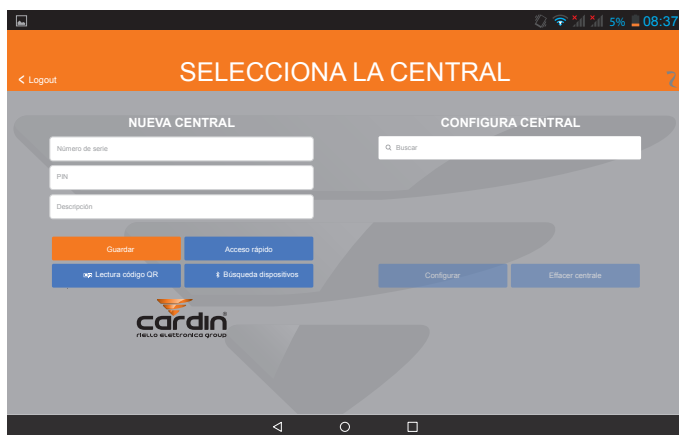 5% 08:37
Logout
SELECCIONA LA CENTRAL
NUEVA CENTRAL
Número de serie
PIN
Descripción
Guardar
Acceso rápido
Lectura código QR
Búsqueda dispositivos
cardin
riello elettronica group
CONFIGURA CENTRAL
Buscar
Configurar
Effacer centrale